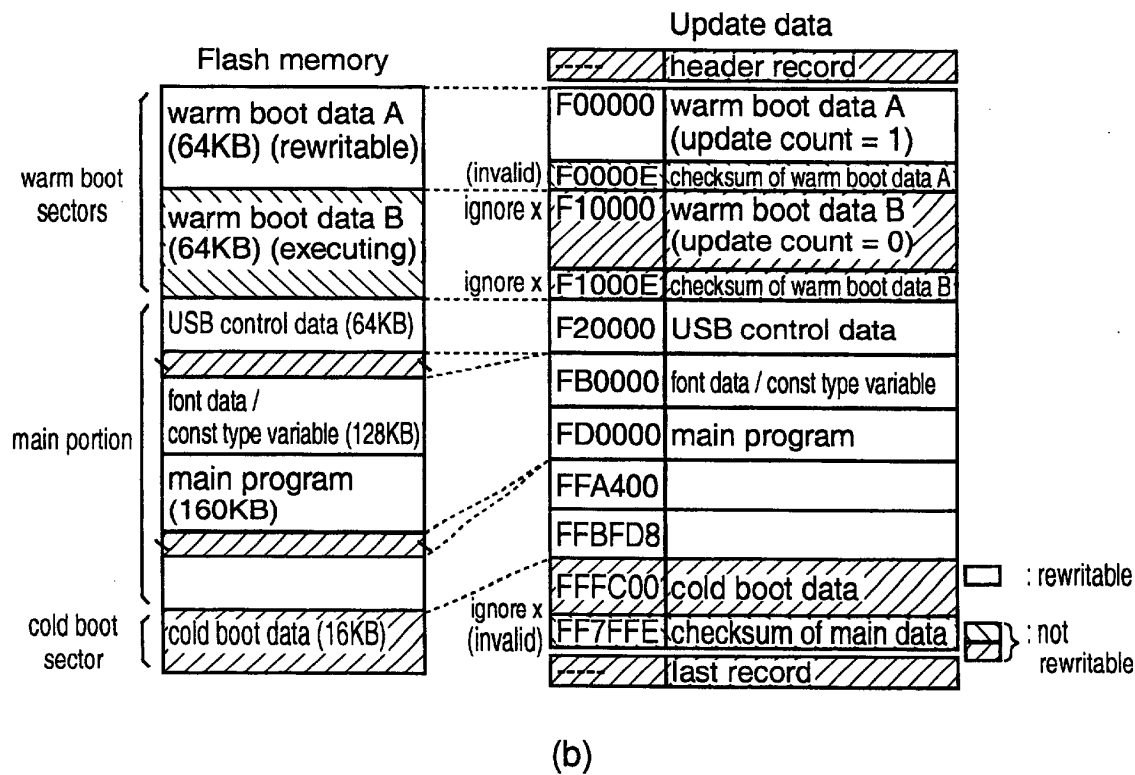 Update data
Flash memory
----- header record
warm boot sectors
warm boot data A
(64KB) (rewritable)
warm boot data B
(64KB) (executing)
main portion
USB control data (64KB)
font data /
const type variable (128KB)
main program
(160KB)
cold boot
sector
cold boot data (16KB)
F00000 warm boot data A
(update count = 1)
(invalid) F0000E checksum of warm boot data A
ignore x F10000 warm boot data B
(update count = 0)
ignore x F1000E checksum of warm boot data B
F20000 USB control data
FB0000 font data / const type variable
FD0000 main program
FFA400
FFBFD8
FFFC00 cold boot data
ignore x
(invalid) FF7FFE checksum of main data
----- last record
: rewritable
: not
rewritable
(b)